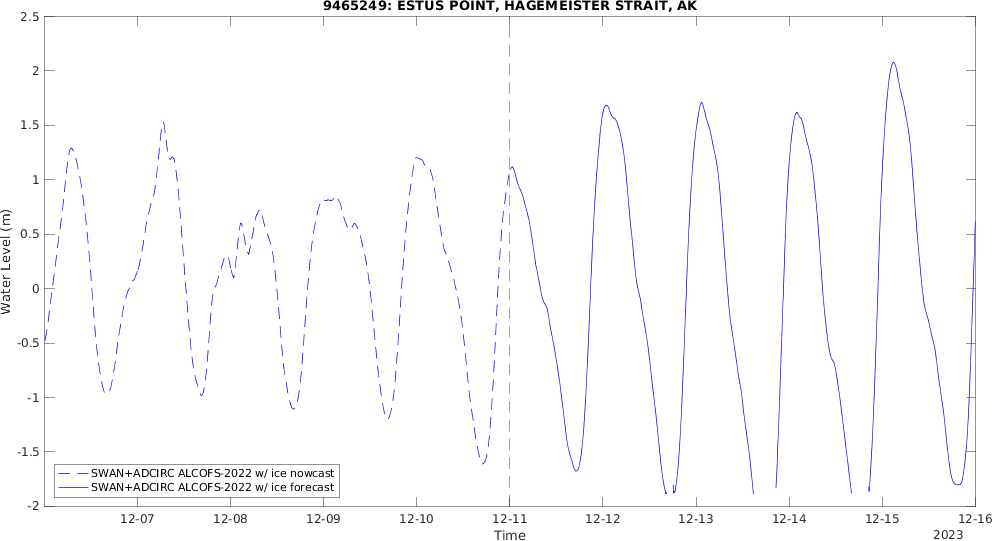 9465249: ESTUS POINT, HAGEMEISTER STRAIT, AK
2.5
2
1.5
1
0.5
0
-0.5
-1
-1.5
-2
Water Level (m)
SWAN+ADCIRC ALCOFS-2022 w/ ice nowcast
SWAN+ADCIRC ALCOFS-2022 w/ ice forecast
12-07 12-08 12-09 12-10 12-11 12-12 12-13 12-14 12-15 12-16
Time
2023